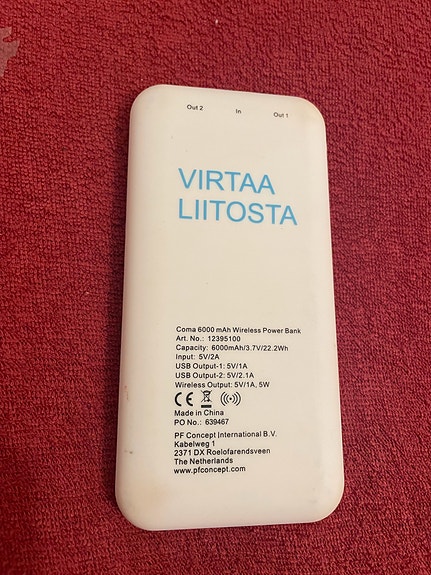 Out 2 In Out 1
VIRTAA
LIITOSTA
Coma 6000 mAh Wireless Power Bank
Art. No.: 12395100
Capacity: 6000mAh/3.7V/22.2Wh
Input: 5V/2A
USB Output-1: 5V/1A
USB Output-2: 5V/2.1A
Wireless Output: 5V/1A, 5W
CE
Made in China
PO No.: 639467
PF Concept International B.V.
Kabelweg 1
2371 DX Roelofarendsveen
The Netherlands
www.pfconcept.com